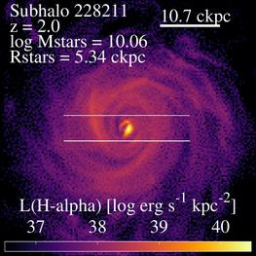 Subhalo 228211
10.7 ckpc
z = 2.0
log Mstars = 10.06
Rstars = 5.34 ckpc
L(H-alpha) [log erg s-1 kpc-2]
37 38 39 40